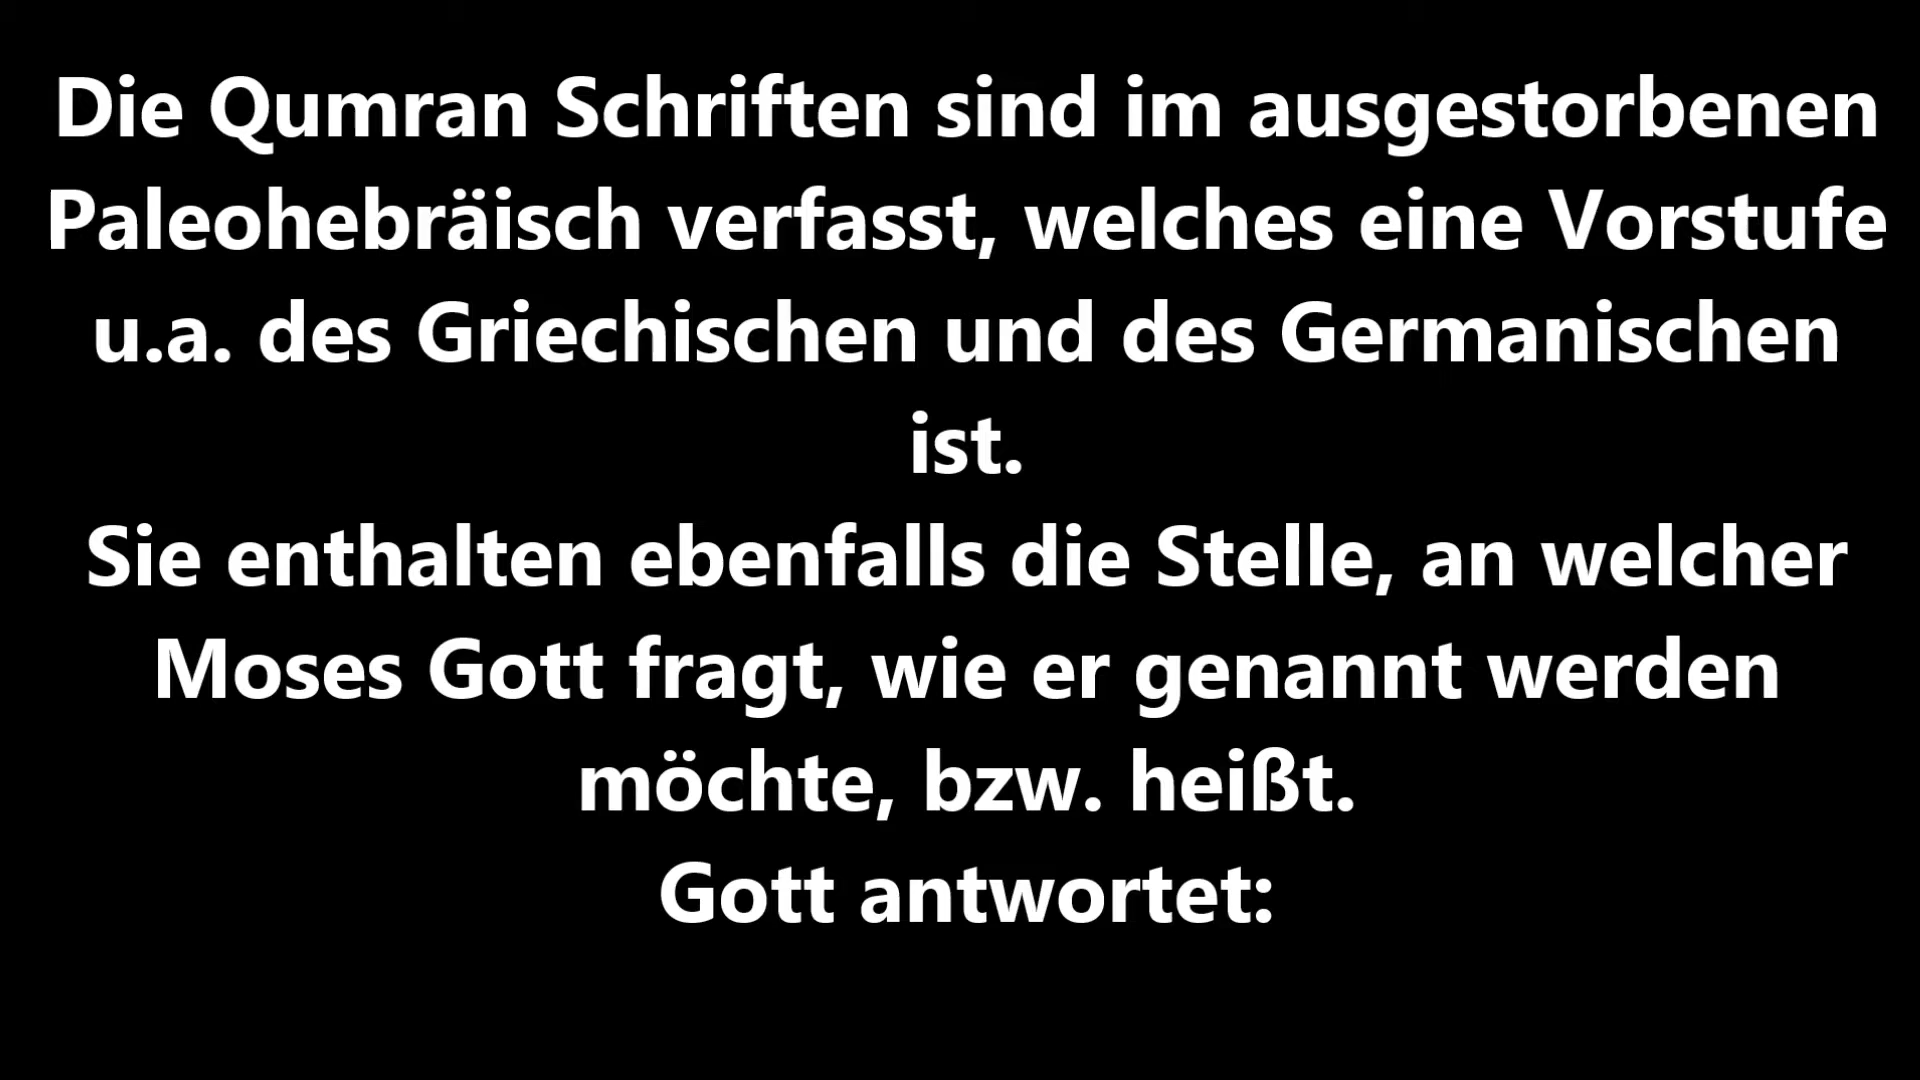 Die Qumran Schriften sind im ausgestorbenen
Paleohebräisch verfasst, welches eine Vorstufe
u.a. des Griechischen und des Germanischen
ist.
Sie enthalten ebenfalls die Stelle, an welcher
Moses Gott fragt, wie er genannt werden
möchte, bzw. heißt.
Gott antwortet: